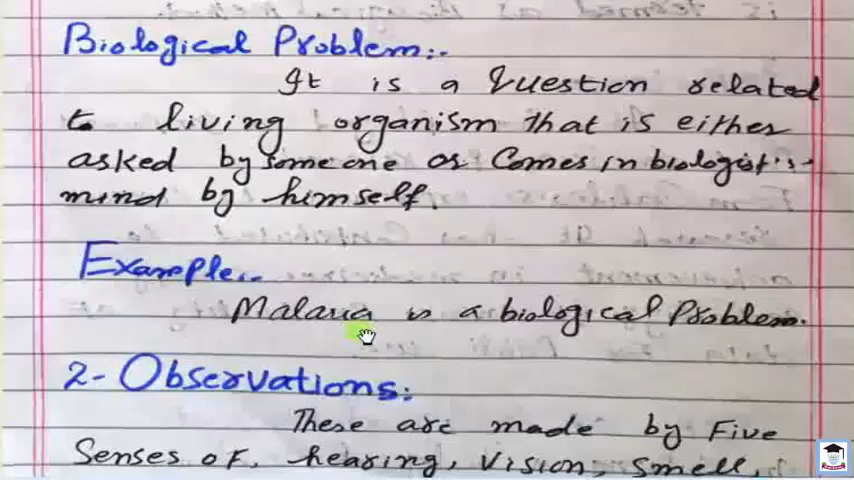 Biological Problem:-
It is a Question related
to living organism that is either
asked by someone or Comes in biologist's
mind by himself.
Example:-
Malaria is a biological Problem.
2- Observations:
These are made by Five
Senses of, hearing, vision, smell,